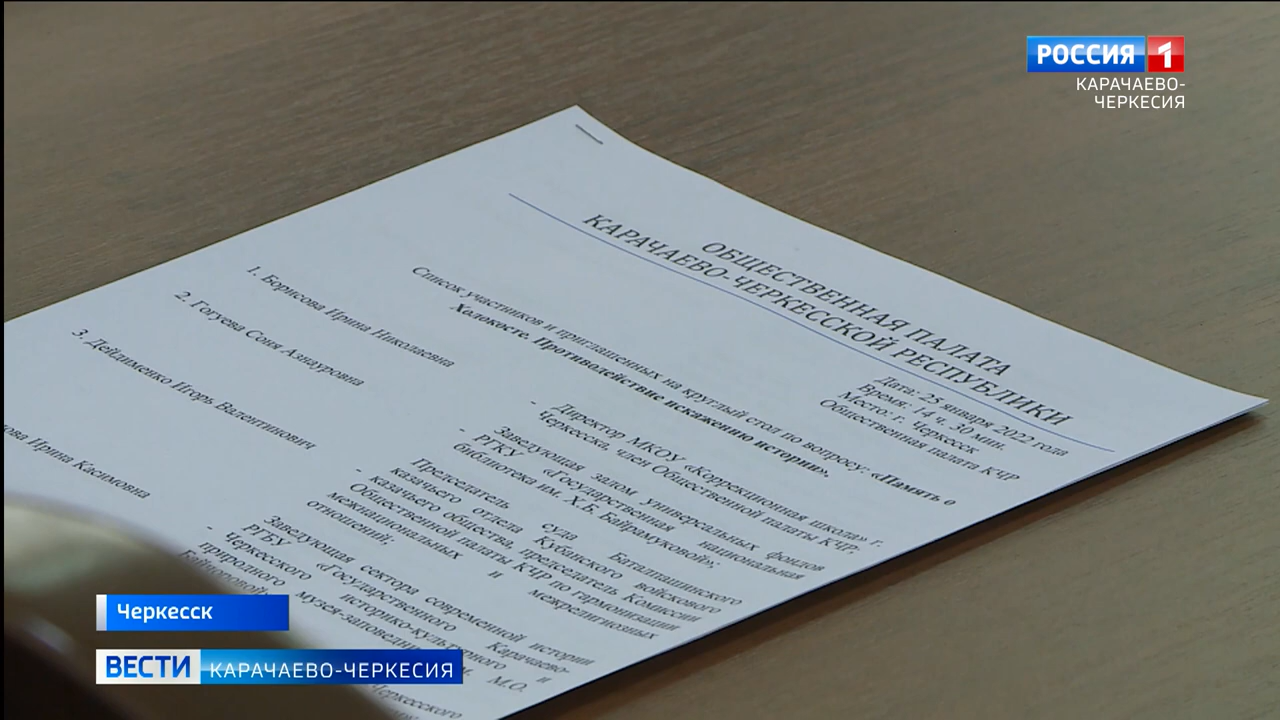 РОССИЯ 1
КАРАЧАЕВО-
ЧЕРКЕСИЯ
ОБЩЕСТВЕННАЯ ПАЛАТА
КАРАЧАЕВО-ЧЕРКЕССКОЙ РЕСПУБЛИКИ
Дата: 25 января 2022 года
Время: 14 ч. 30 мин.
Место: г. Черкесск
Общественная палата КЧР
Список участников и приглашенных на круглый стол по вопросу: «Память о
Холокосте. Противодействие искажению истории».
1. Борисова Ирина Николаевна
- Директор МКОУ «Коррекционная школа» г.
Черкесска, член Общественной палаты КЧР.
2. Гогуева Соня Азнауровна
- Заведующая залом универсальных фондов
РГКУ «Государственная национальная
библиотека им. Х.Б. Байрамуковой»;
3. Дейдименко Игорь Валентинович
- Председатель суда Баталпашинского
казачьего отдела Кубанского войскового
казачьего общества, председатель Комиссии
Общественной палаты КЧР по гармонизации
межнациональных и межрелигиозных
отношений;
Ирина Касимовна
- Заведующая сектора современной истории
РГБУ «Государственного Карачаево-
Черкесского историко-культурного и
природного музея-заповедника М.О.
Черкесского
Черкесск
ВЕСТИ КАРАЧАЕВО-ЧЕРКЕСИЯ